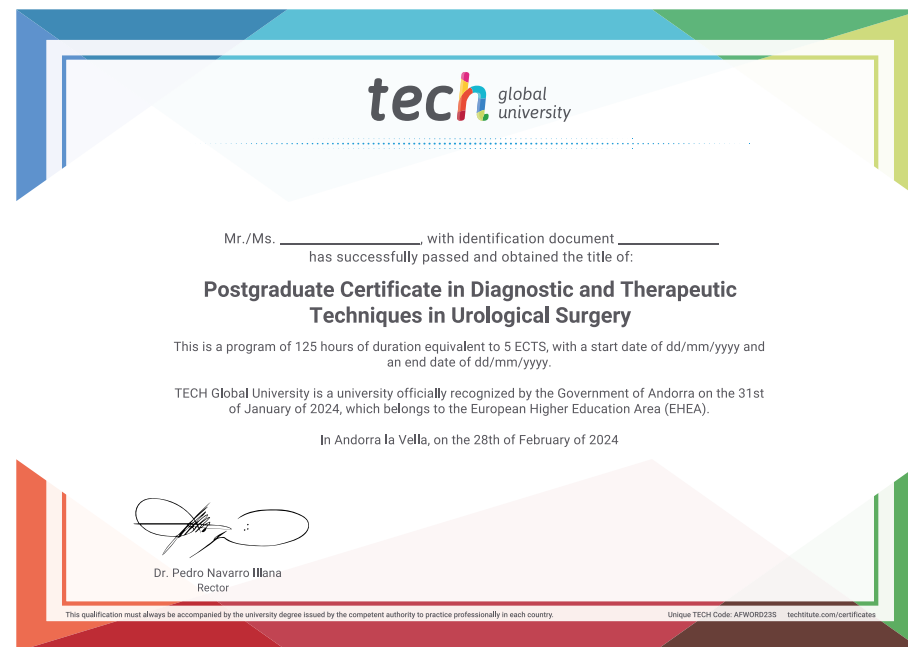 tech global
university
Mr./Ms. ____________________, with identification document ______________
has successfully passed and obtained the title of:
Postgraduate Certificate in Diagnostic and Therapeutic
Techniques in Urological Surgery
This is a program of 125 hours of duration equivalent to 5 ECTS, with a start date of dd/mm/yyyy and
an end date of dd/mm/yyyy.
TECH Global University is a university officially recognized by the Government of Andorra on the 31st
of January of 2024, which belongs to the European Higher Education Area (EHEA).
In Andorra la Vella, on the 28th of February of 2024
Dr. Pedro Navarro Illana
Rector
This qualification must always be accompanied by the university degree issued by the competent authority to practice professionally in each country.
Unique TECH Code: AFWORD23S techtitute.com/certificates